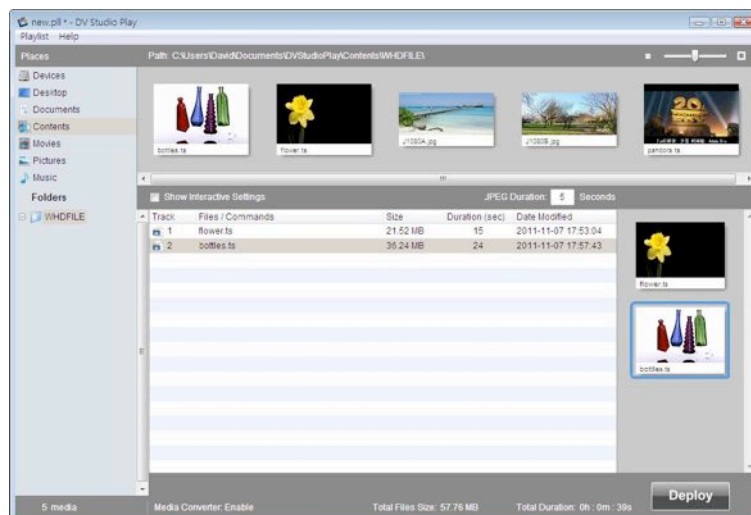 new.pll * - DV Studio Play
Playlist Help
Places
Path: C:\Users\David\Documents\DVStudioPlay\Contents\WHDFILE\
Devices
Desktop
Documents
Contents
Movies
Pictures
Music
Folders
WHDFILE
bottles.ts
flower.ts
J1080A.jpg
J1080B.jpg
pandora.ts
Show Interactive Settings
JPEG Duration: 5 Seconds
Track Files / Commands Size Duration (sec) Date Modified
1 flower.ts 21.52 MB 15 2011-11-07 17:53:04
2 bottles.ts 36.24 MB 24 2011-11-07 17:57:43
flower.ts
bottles.ts
Deploy
5 media
Media Converter: Enable
Total Files Size: 57.76 MB
Total Duration: 0h : 0m : 39s